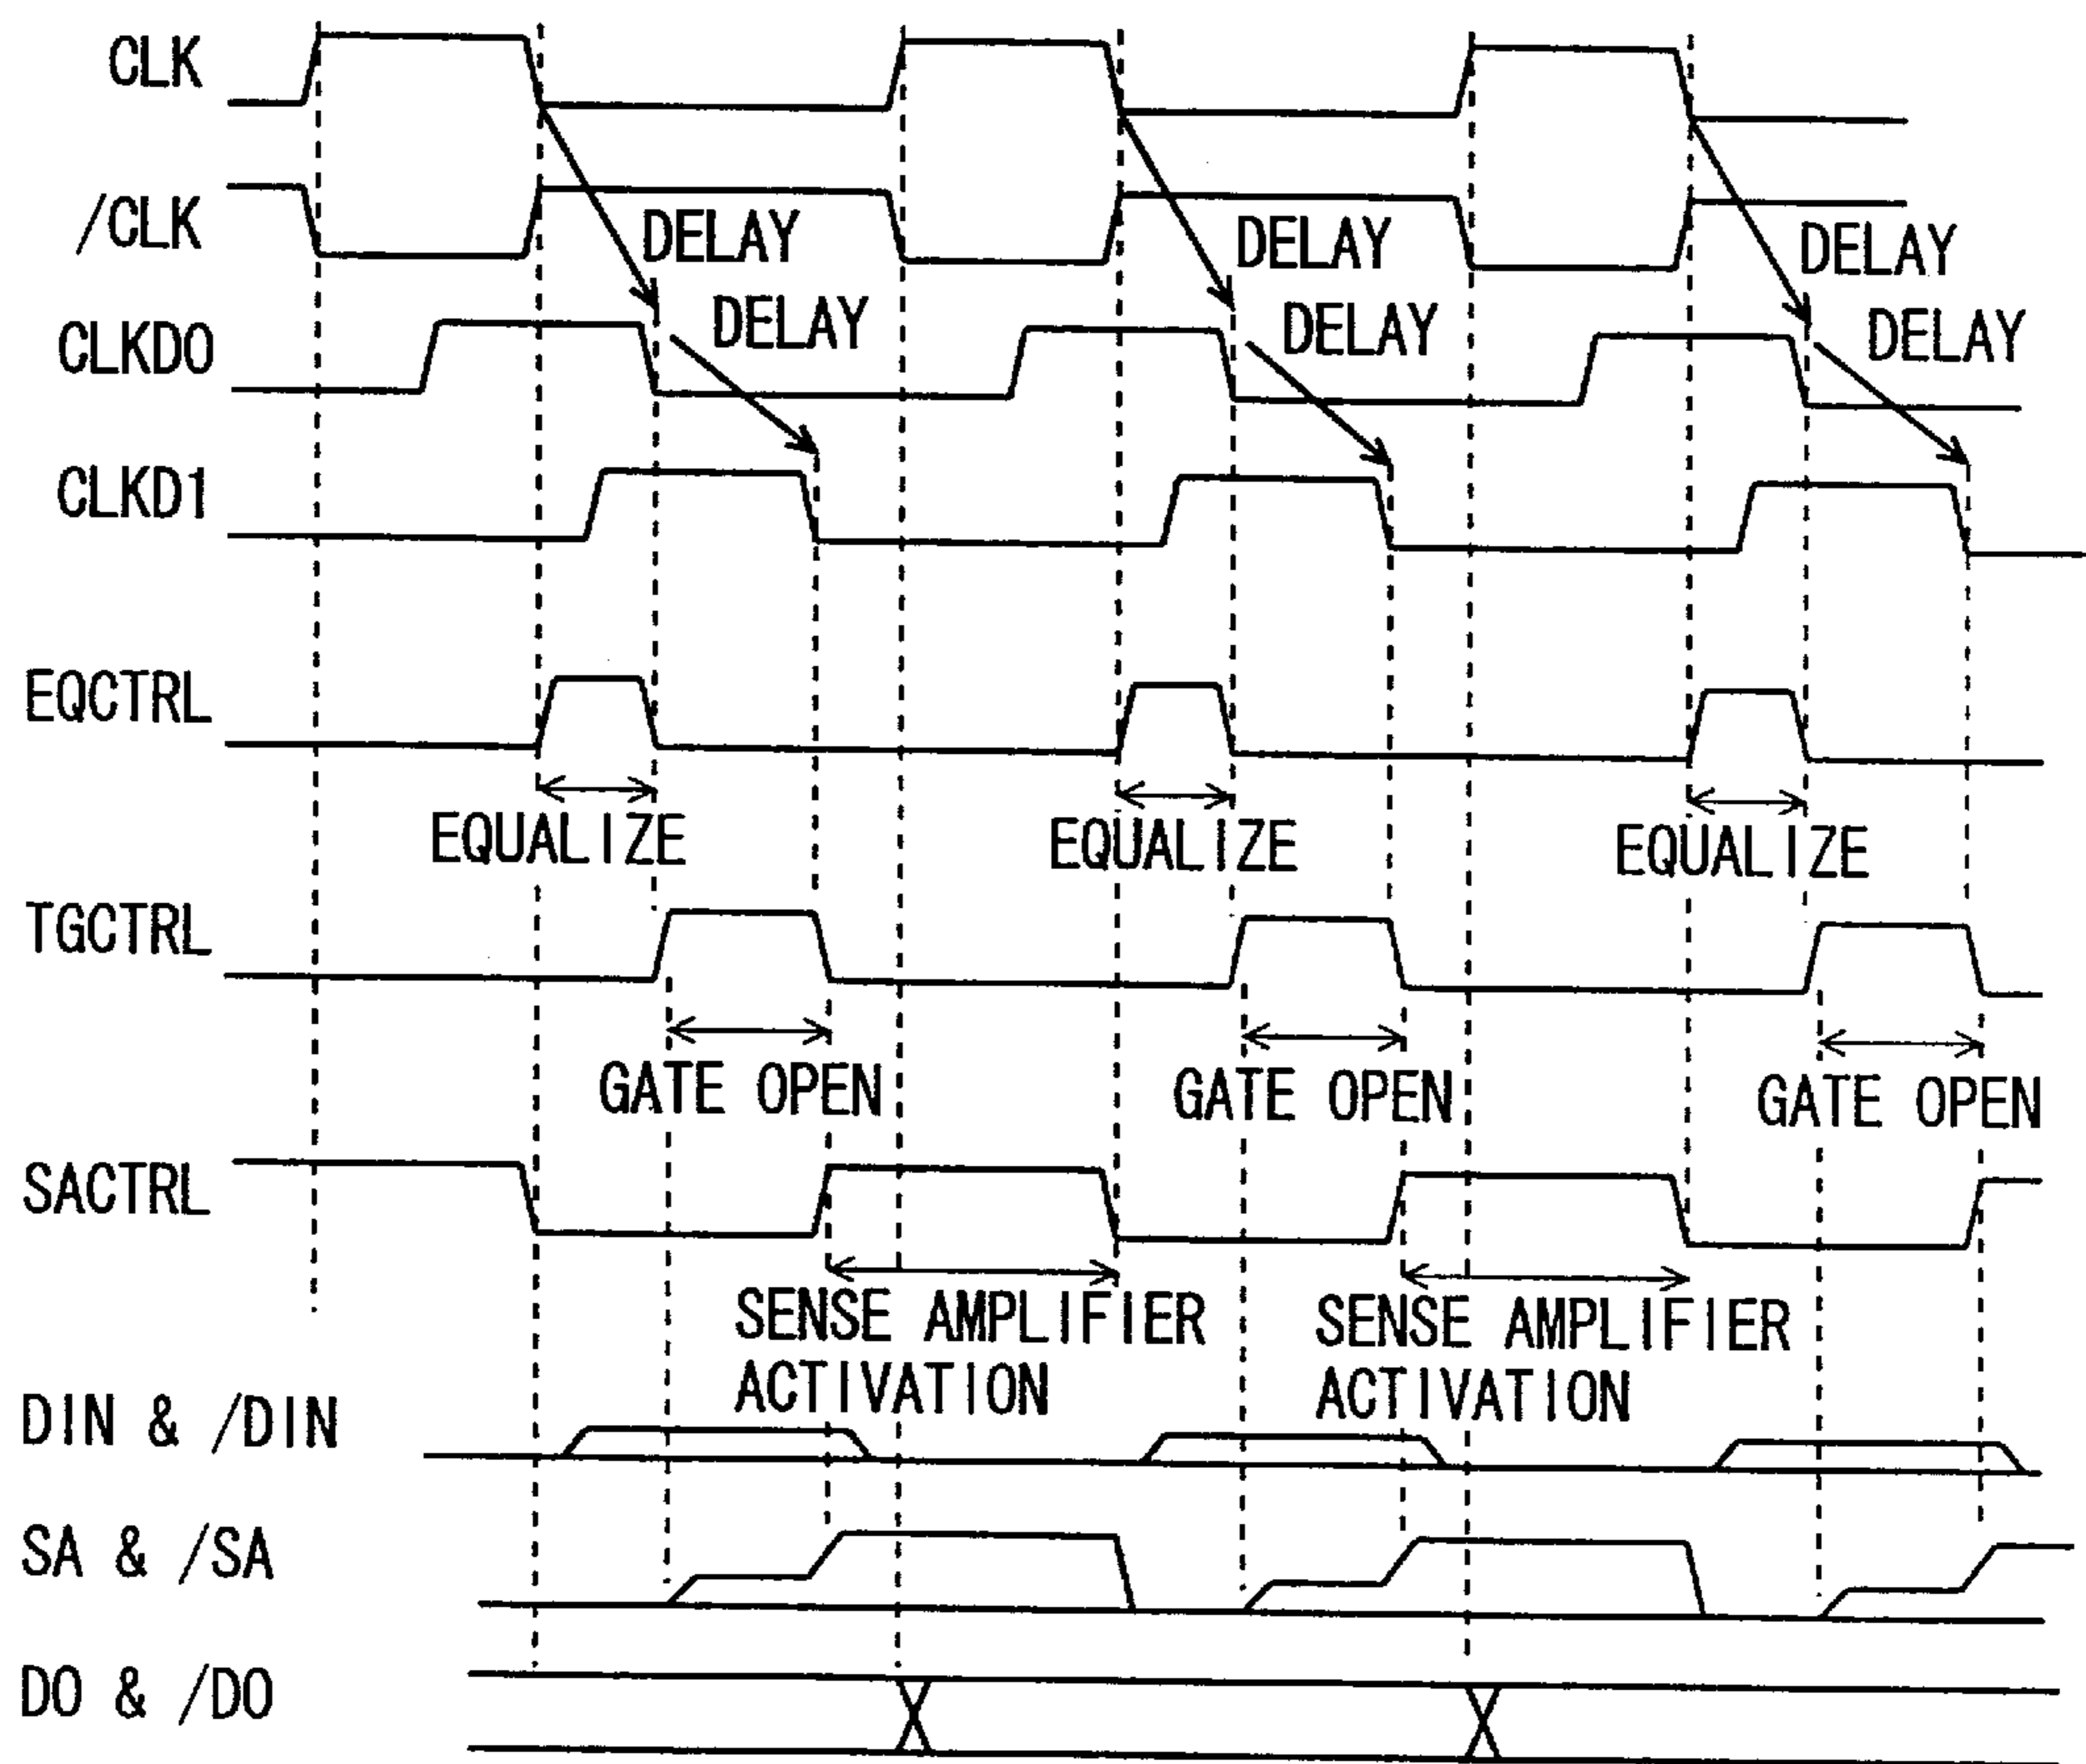 CLK
/CLK
DELAY
DELAY
DELAY
CLKD0
DELAY
DELAY
DELAY
CLKD1
EQCTRL
EQUALIZE
EQUALIZE
EQUALIZE
TGCTRL
GATE OPEN
GATE OPEN
GATE OPEN
SACTRL
SENSE AMPLIFIER
ACTIVATION
SENSE AMPLIFIER
ACTIVATION
DIN & /DIN
SA & /SA
DO & /DO